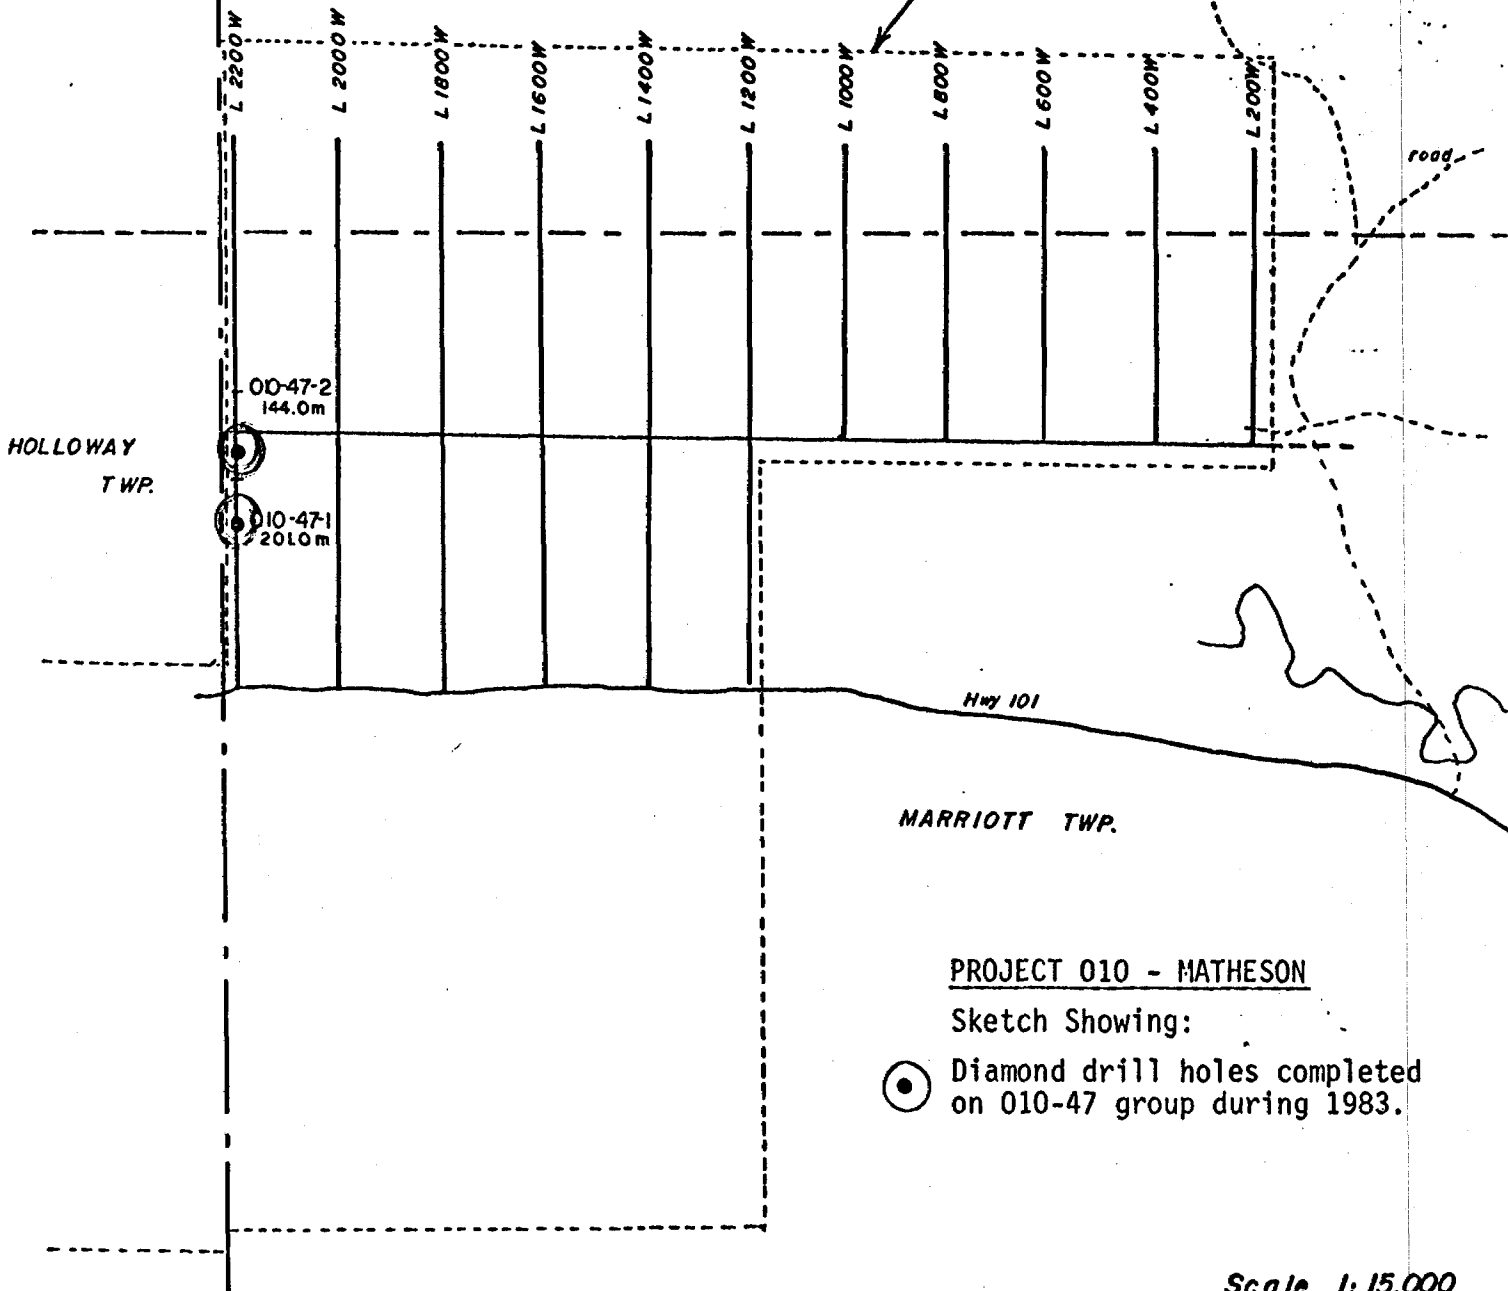 L 2200W
L 2000W
L 1800W
L 1600W
L 1400W
L 1200W
L 1000W
L 800W
L 600W
L 400W
L 200W
road
010-47-2
144.0m
HOLLOWAY
TWP.
010-47-1
201.0m
Hwy 101
MARRIOTT TWP.
PROJECT 010 - MATHESON
Sketch Showing:
Diamond drill holes completed
on 010-47 group during 1983.
Scale 1:15,000